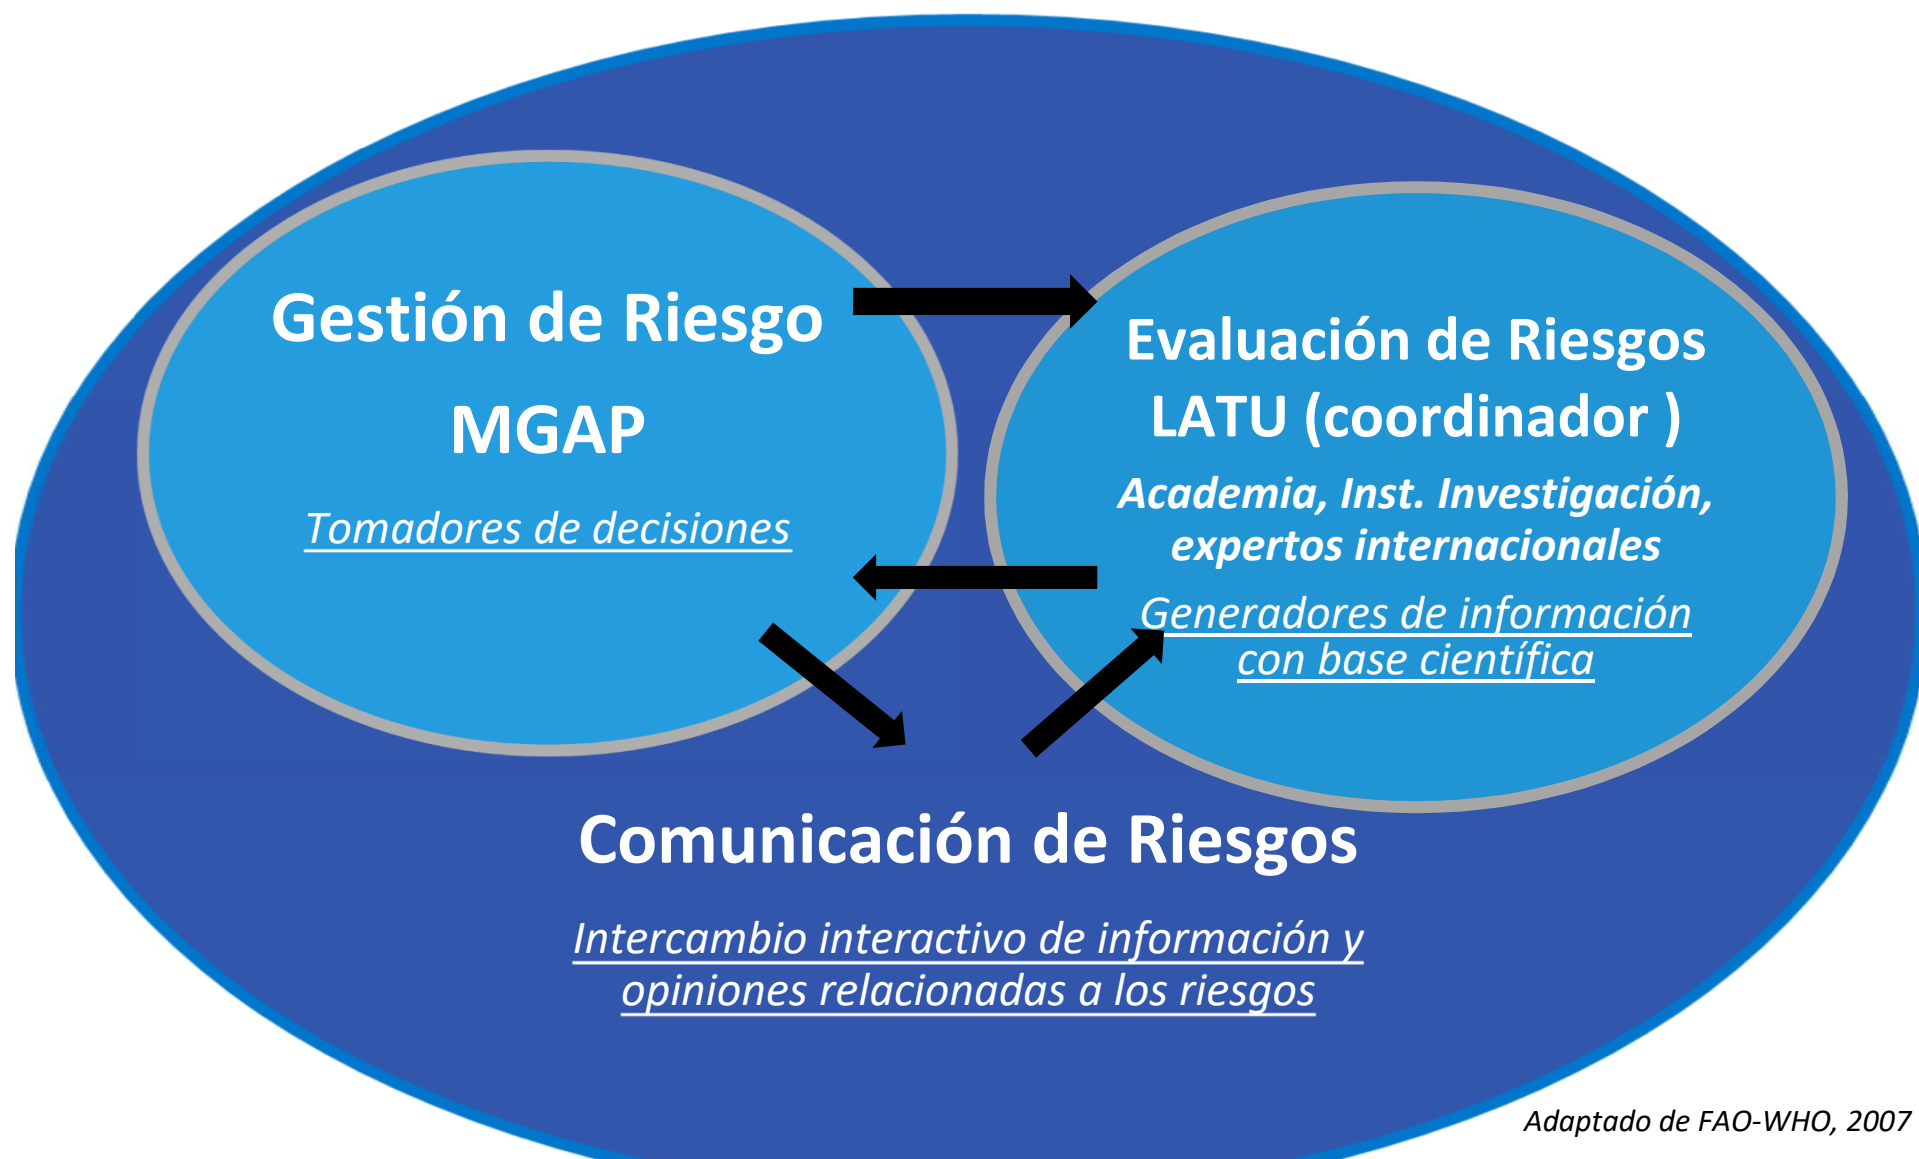 Gestión de Riesgo
MGAP
Tomadores de decisiones
Evaluación de Riesgos
LATU (coordinador )
Academia, Inst. Investigación,
expertos internacionales
Generadores de información
con base científica
Comunicación de Riesgos
Intercambio interactivo de información y
opiniones relacionadas a los riesgos
Adaptado de FAO-WHO, 2007